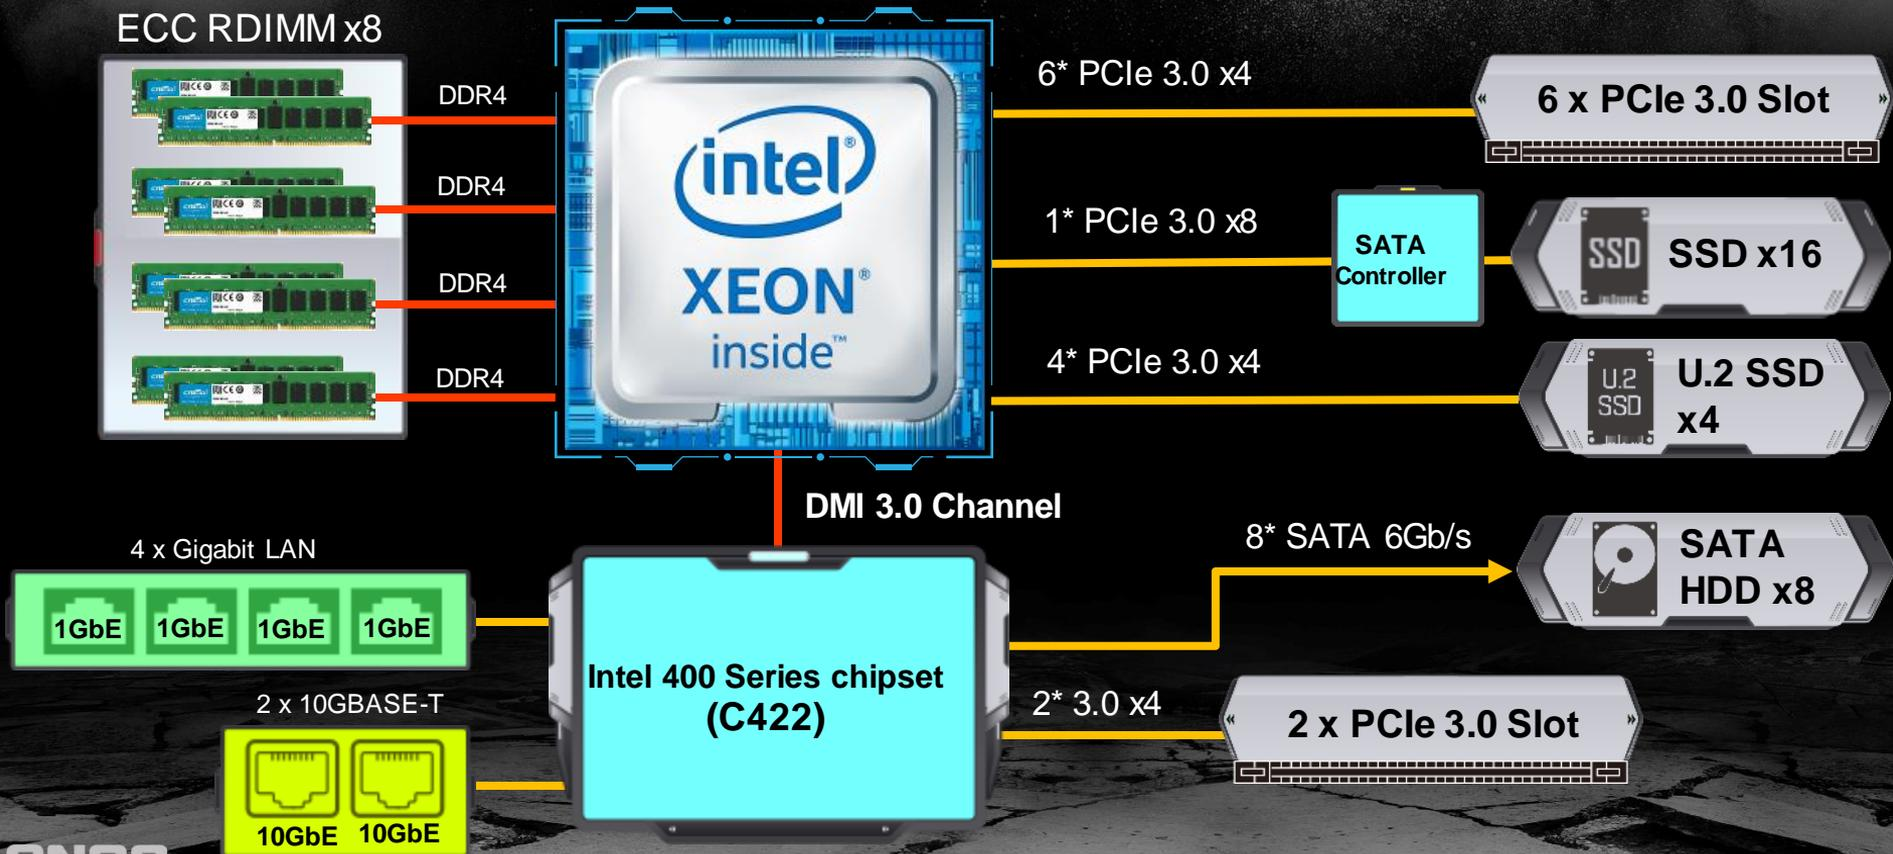 ECC RDIMM x8
DDR4
DDR4
DDR4
DDR4
intel®
XEON®
inside™
6* PCIe 3.0 x4
6 x PCIe 3.0 Slot
1* PCIe 3.0 x8
SATA
Controller
SSD
SSD x16
4* PCIe 3.0 x4
U.2
SSD
U.2 SSD
x4
DMI 3.0 Channel
4 x Gigabit LAN
1GbE
1GbE
1GbE
1GbE
2 x 10GBASE-T
10GbE
10GbE
Intel 400 Series chipset
(C422)
8* SATA 6Gb/s
SATA
HDD x8
2* 3.0 x4
2 x PCIe 3.0 Slot